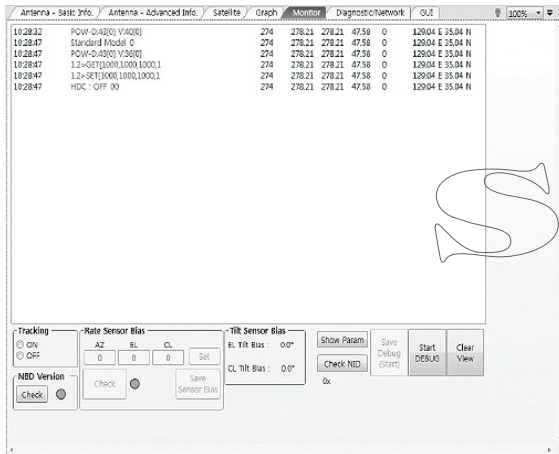 Antenna - Basic Info. Antenna - Advanced Info. Satellite Graph Monitor Diagnostic/Network GUI 100%
10:28:32 POW-D:43[0] V:40[0] 274 278.21 278.21 47.58 0 129.04 E 35.04 N
10:28:47 Standard Model 0 274 278.21 278.21 47.58 0 129.04 E 35.04 N
10:28:47 POW-D:43[0] V:36[0] 274 278.21 278.21 47.58 0 129.04 E 35.04 N
10:28:47 1.2>GET[1000,1000,1000,1 274 278.21 278.21 47.58 0 129.04 E 35.04 N
10:28:47 1.2>SET[1000,1000,1000,1 274 278.21 278.21 47.58 0 129.04 E 35.04 N
10:28:47 HDC : OFF 00 274 278.21 278.21 47.58 0 129.04 E 35.04 N
S
Tracking
ON
OFF
NBD Version
Check
Rate Sensor Bias
AZ EL CL
0 0 0 Set
Check Save Sensor Bias
Tilt Sensor Bias
EL Tilt Bias : 0.0°
CL Tilt Bias : 0.0°
Show Param
Check NID
0x
Save Debug (Start)
Start DEBUG
Clear View